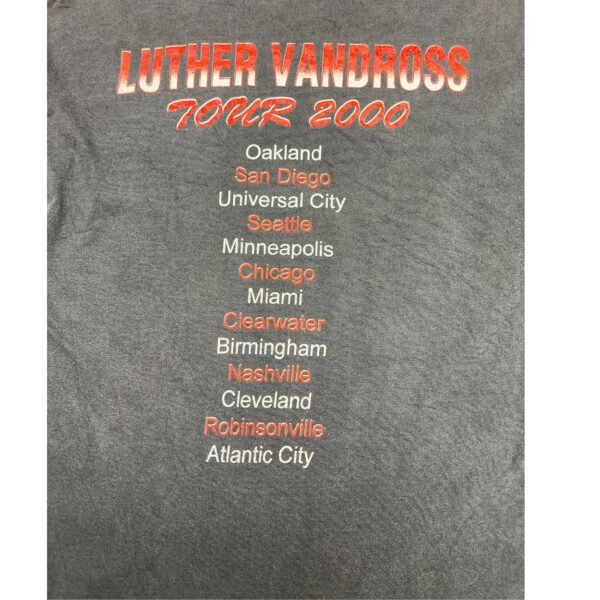 LUTHER VANDROSS
TOUR 2000
Oakland
San Diego
Universal City
Seattle
Minneapolis
Chicago
Miami
Clearwater
Birmingham
Nashville
Cleveland
Robinsonville
Atlantic City